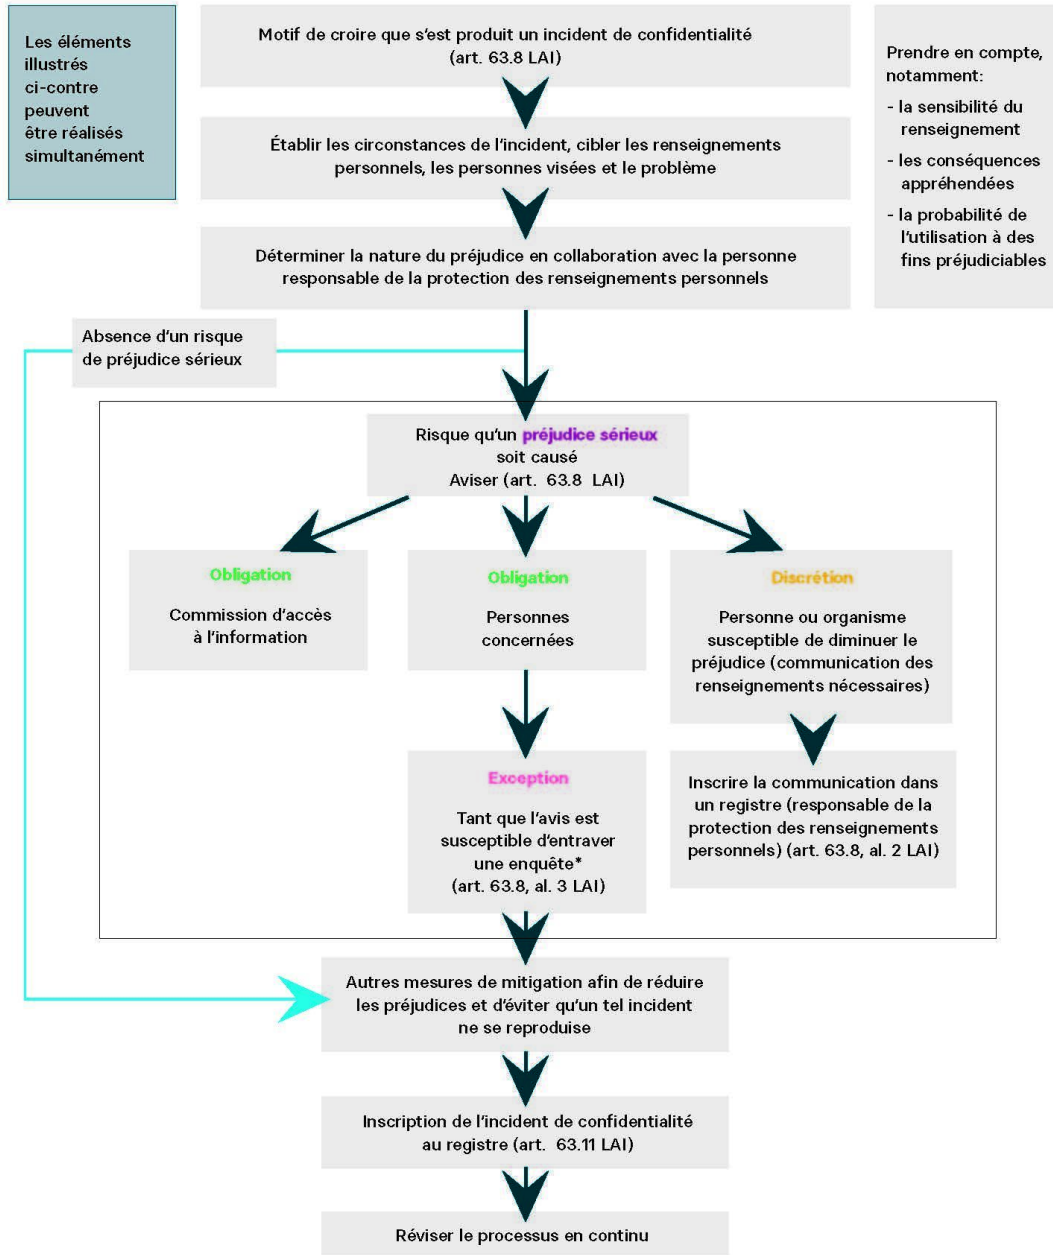 Les éléments
illustrés
ci-contre
peuvent
être réalisés
simultanément
Motif de croire que s'est produit un incident de confidentialité
(art. 63.8 LAI)
Prendre en compte,
notamment:
- la sensibilité du
renseignement
- les conséquences
appréhendées
- la probabilité de
l'utilisation à des
fins préjudiciables
Établir les circonstances de l'incident, cibler les renseignements
personnels, les personnes visées et le problème
Déterminer la nature du préjudice en collaboration avec la personne
responsable de la protection des renseignements personnels
Absence d'un risque
de préjudice sérieux
Risque qu'un préjudice sérieux
soit causé
Aviser (art. 63.8 LAI)
Obligation
Commission d'accès
à l'information
Obligation
Personnes
concernées
Discrétion
Personne ou organisme
susceptible de diminuer le
préjudice (communication des
renseignements nécessaires)
Exception
Tant que l'avis est
susceptible d'entraver
une enquête*
(art. 63.8, al. 3 LAI)
Inscrire la communication dans
un registre (responsable de la
protection des renseignements
personnels) (art. 63.8, al. 2 LAI)
Autres mesures de mitigation afin de réduire
les préjudices et d'éviter qu'un tel incident
ne se reproduise
Inscription de l'incident de confidentialité
au registre (art. 63.11 LAI)
Réviser le processus en continu